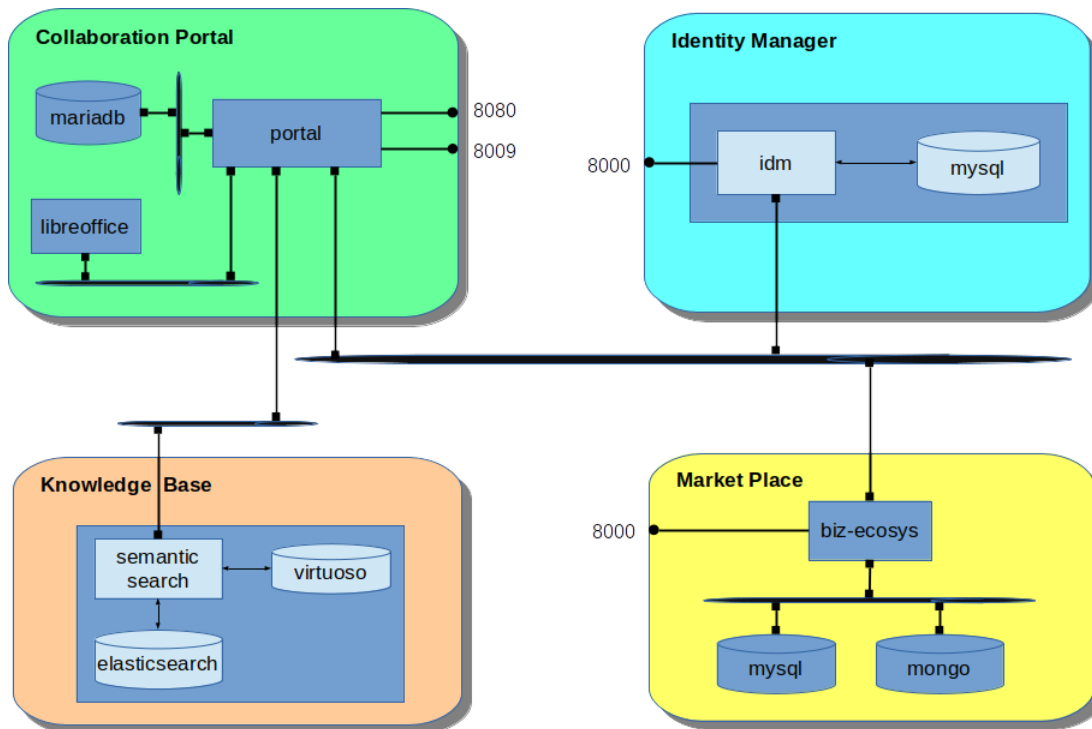 Collaboration Portal
mariadb
portal
8080
8009
libreoffice
Identity Manager
8000
idm
mysql
Knowledge Base
semantic
search
virtuoso
elasticsearch
Market Place
8000
biz-ecosys
mysql
mongo